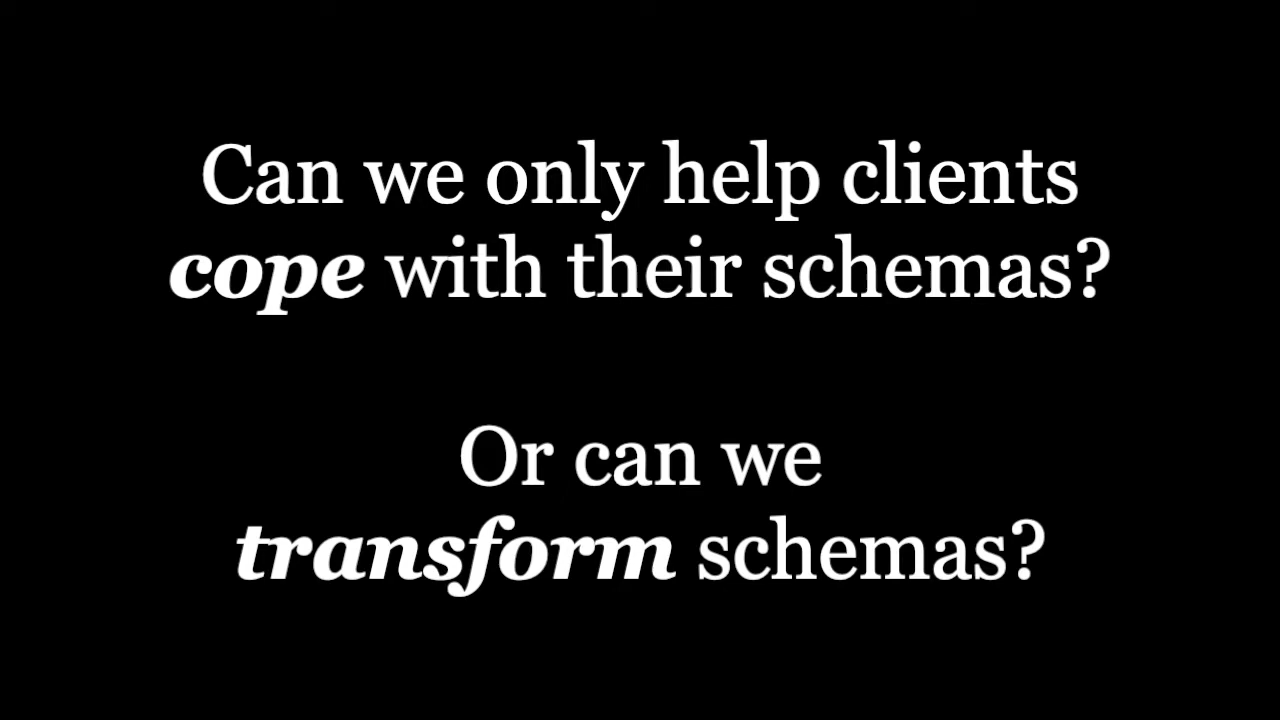 Can we only help clients
cope with their schemas?
Or can we
transform schemas?